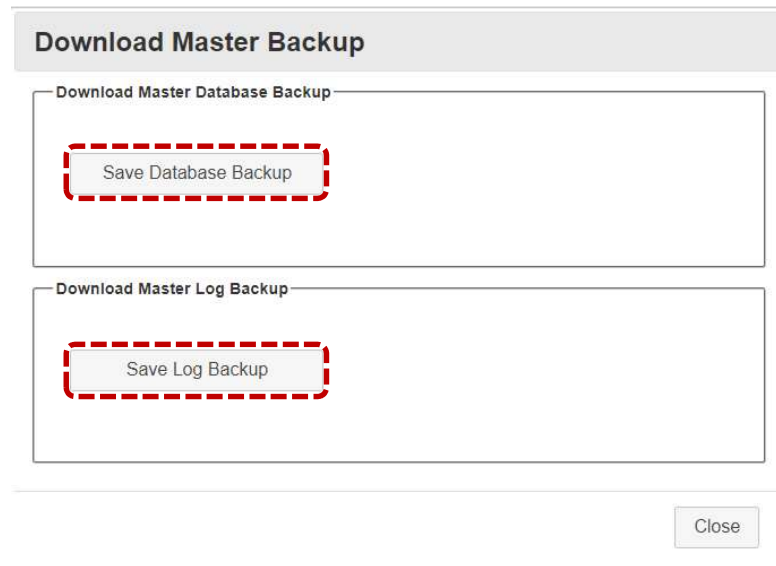 Download Master Backup
Download Master Database Backup
Save Database Backup
Download Master Log Backup
Save Log Backup
Close